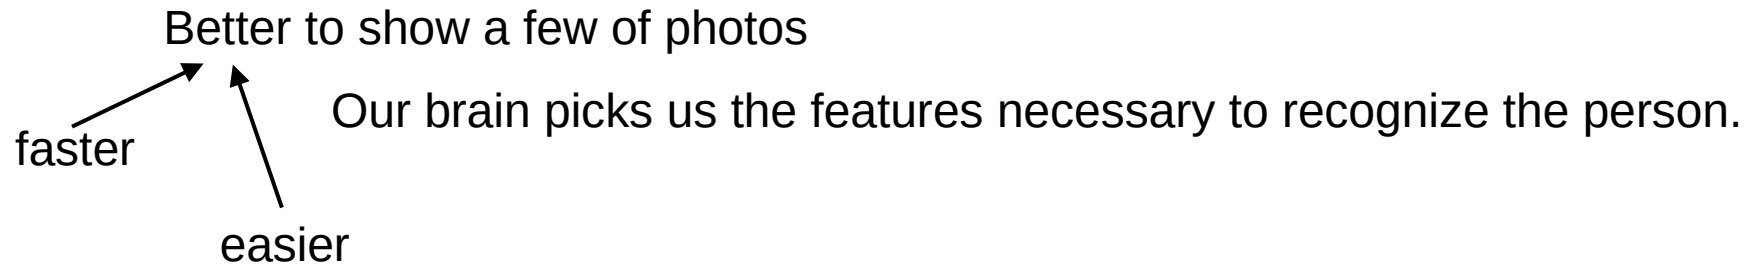 Better to show a few of photos
Our brain picks us the features necessary to recognize the person.
faster
easier